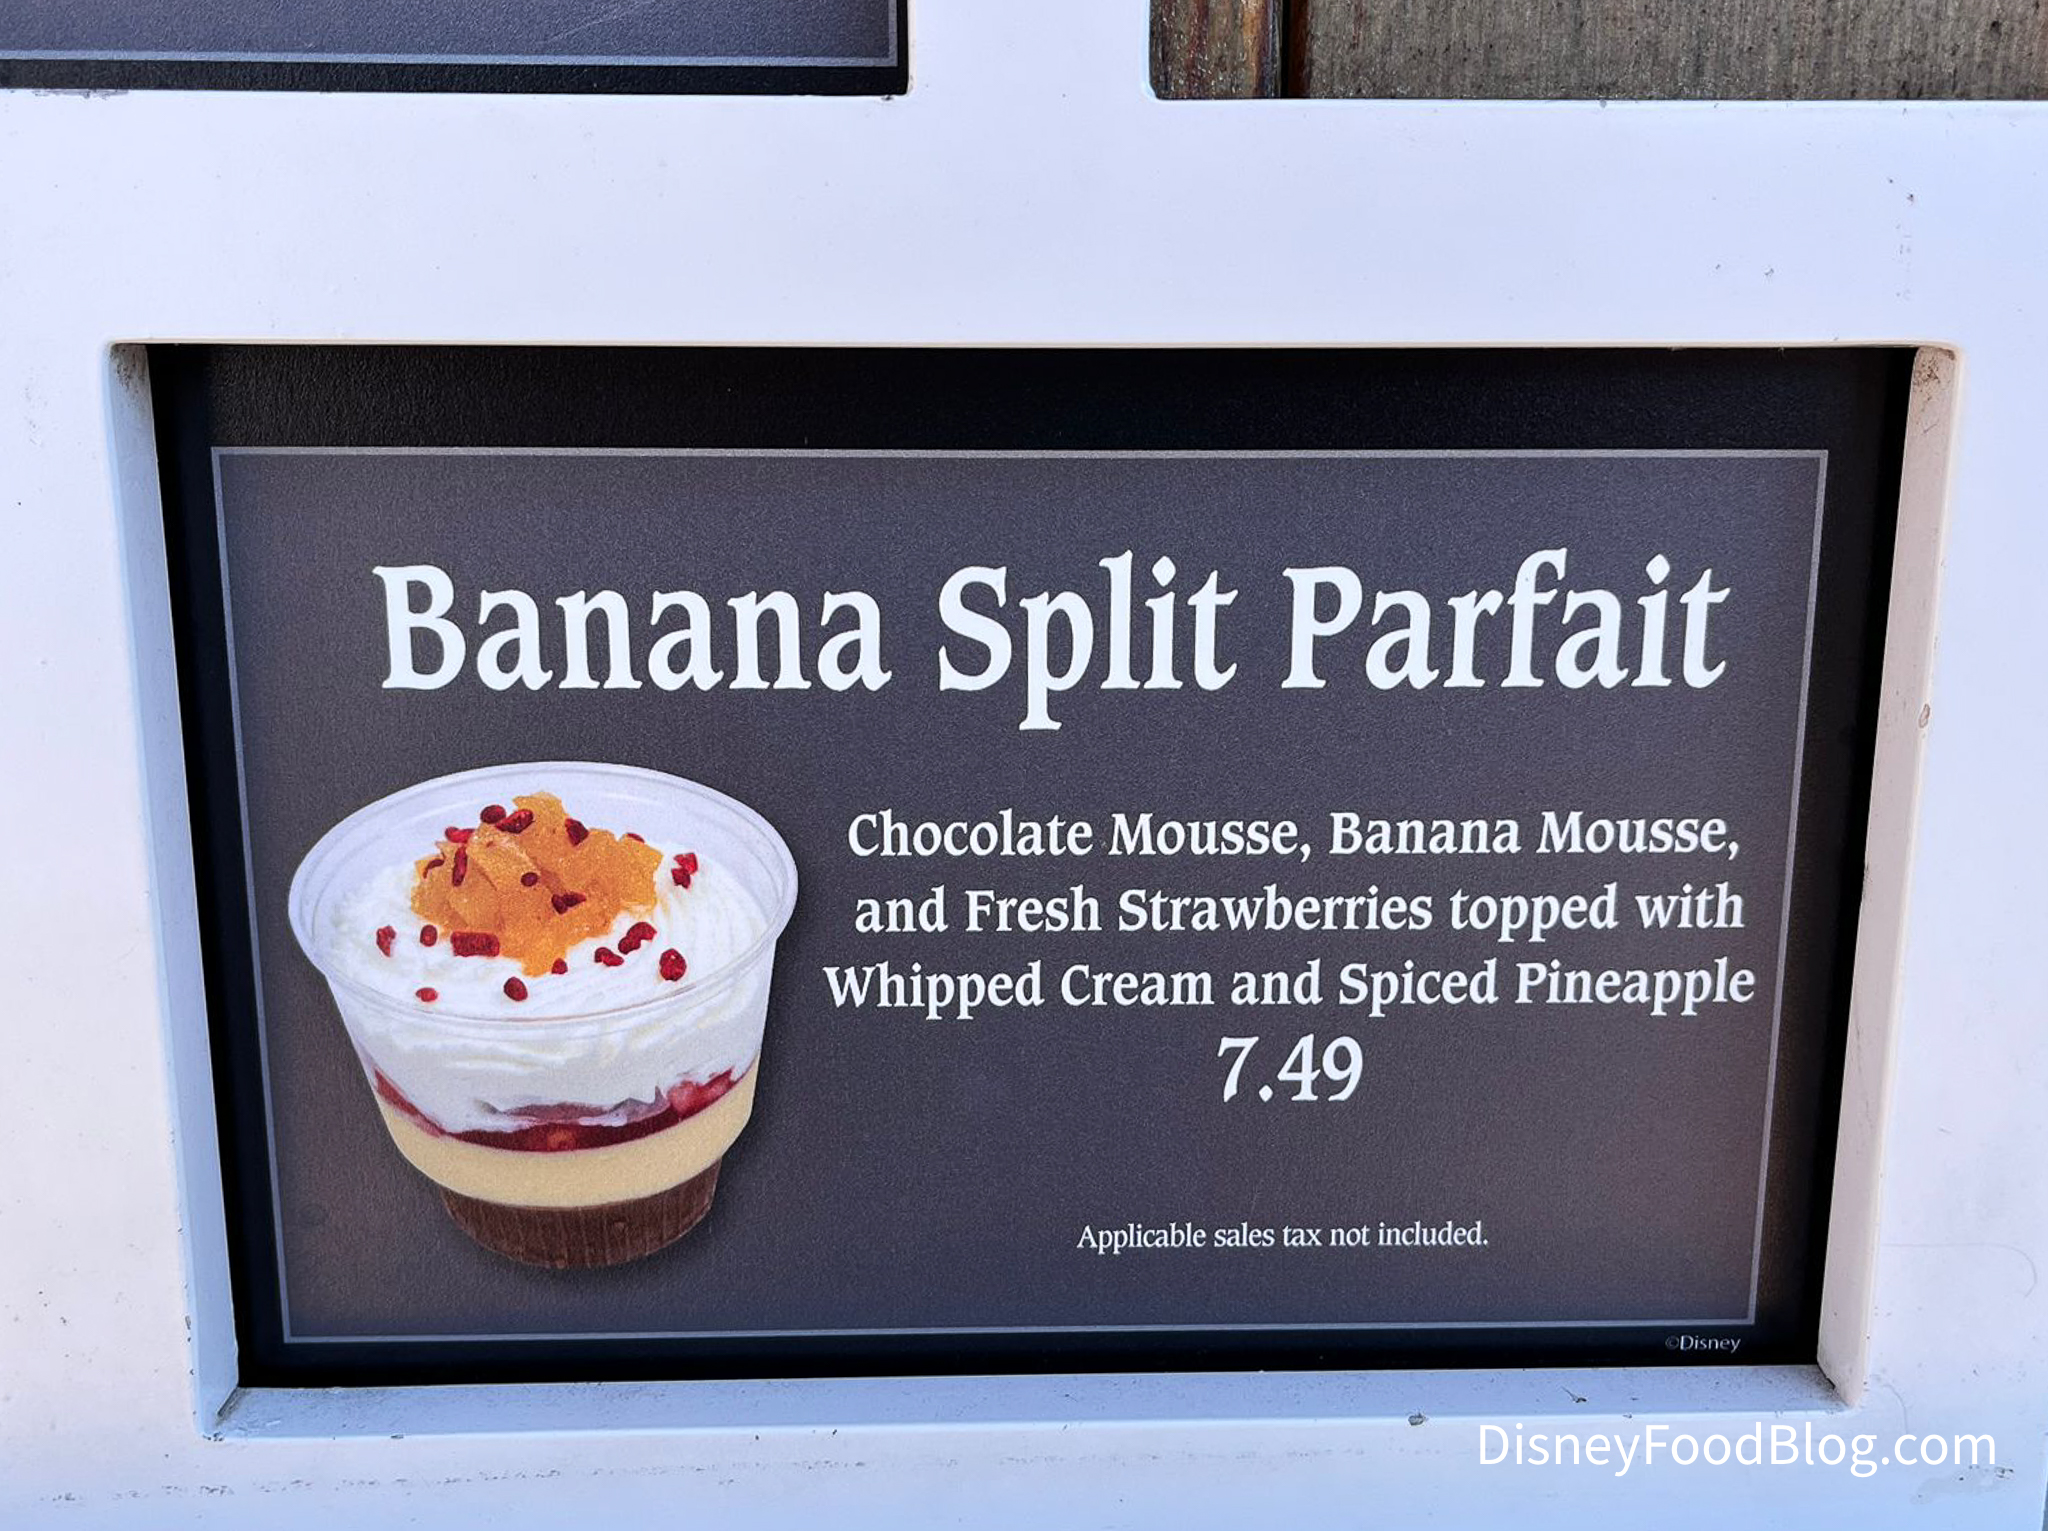 Banana Split Parfait
Chocolate Mousse, Banana Mousse,
and Fresh Strawberries topped with
Whipped Cream and Spiced Pineapple
7.49
Applicable sales tax not included.
©Disney
DisneyFoodBlog.com